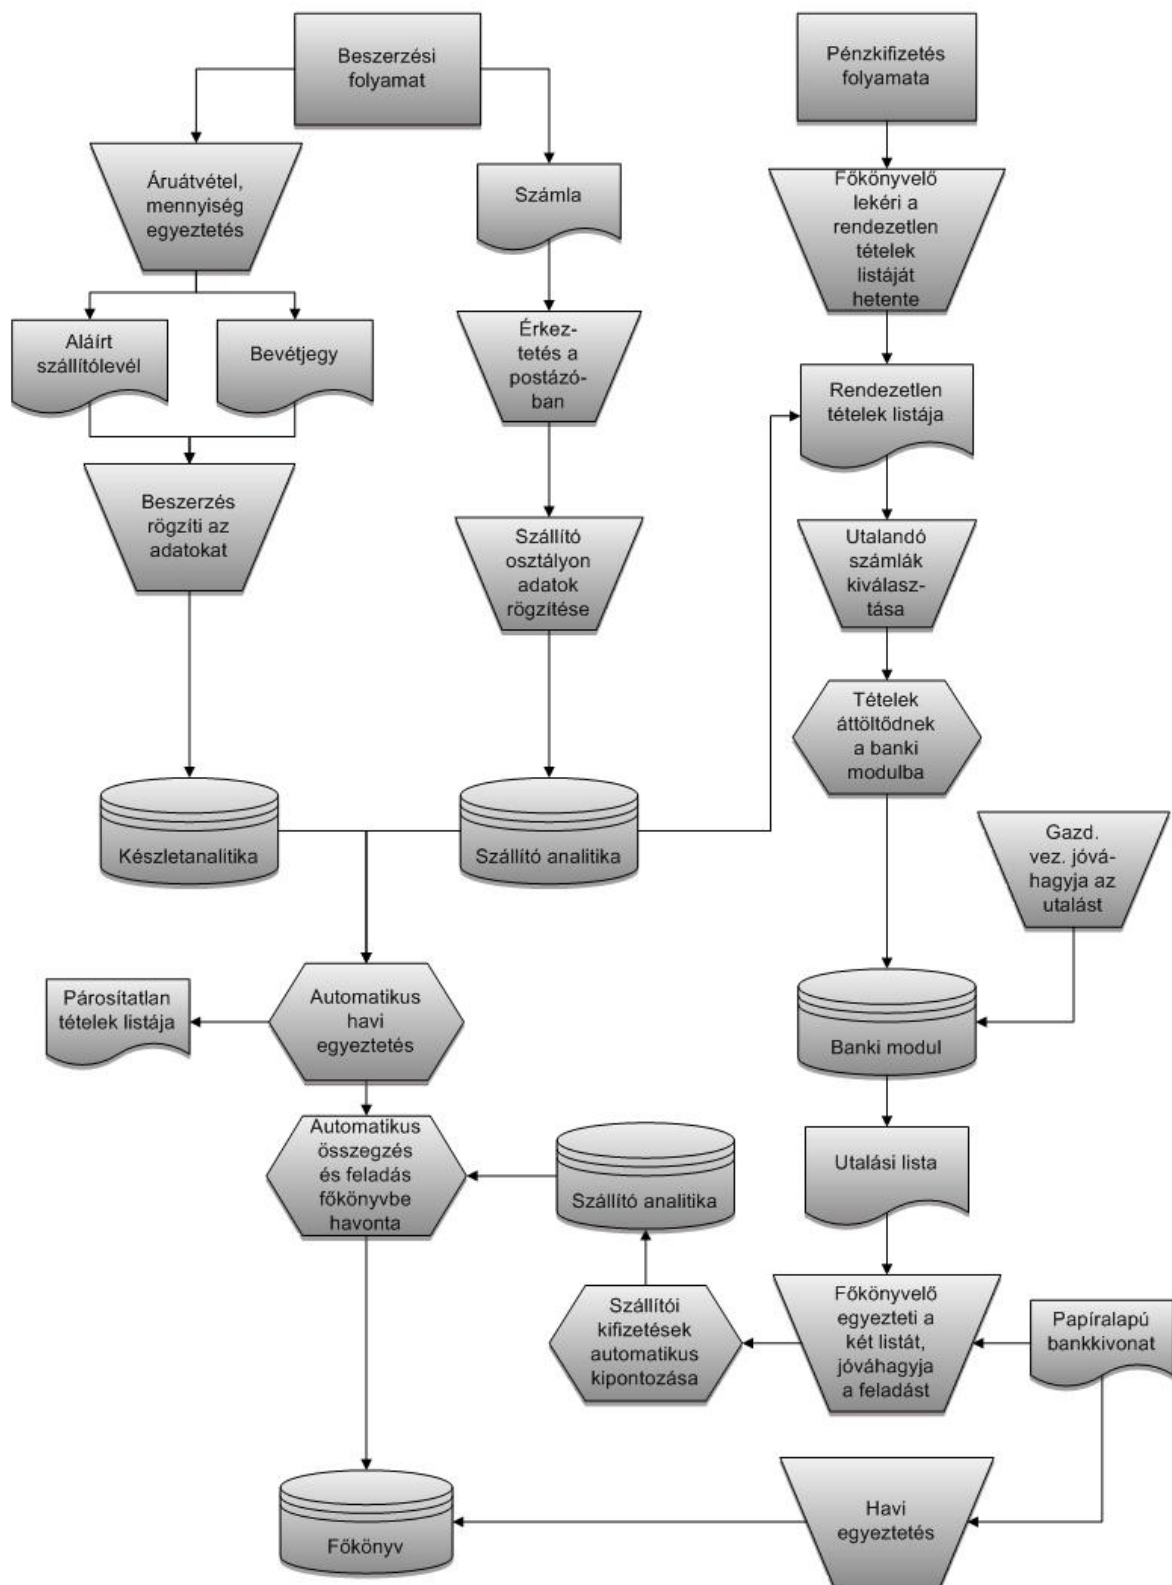 Beszerzési
folyamat
Pénzkifizetés
folyamata
Áruátvétel,
mennyiség
egyeztetés
Számla
Főkönyvelő
lekéri a
rendezetlen
tételek
listáját
hetente
Aláírt
szállítólevél
Bevétjegy
Érkez-
tetés a
postázó-
ban
Rendezetlen
tételek listája
Beszerzés
rögzíti az
adatokat
Szállító
osztályon
adatok
rögzítése
Utalandó
számlák
kiválasz-
tása
Tételek
áttöltődnek
a banki
modulba
Készletanalitika
Szállító analitika
Gazd.
vez. jóvá-
hagyja az
utalást
Párosítatlan
tételek listája
Automatikus
havi
egyeztetés
Banki modul
Automatikus
összegzés
és feladás
főkönyvbe
havonta
Szállító analitika
Utalási lista
Szállítói
kifizetések
automatikus
kipontozása
Főkönyvelő
egyezteti a
két listát,
jóváhagyja
a feladást
Papíralapú
bankkivonat
Főkönyv
Havi
egyeztetés